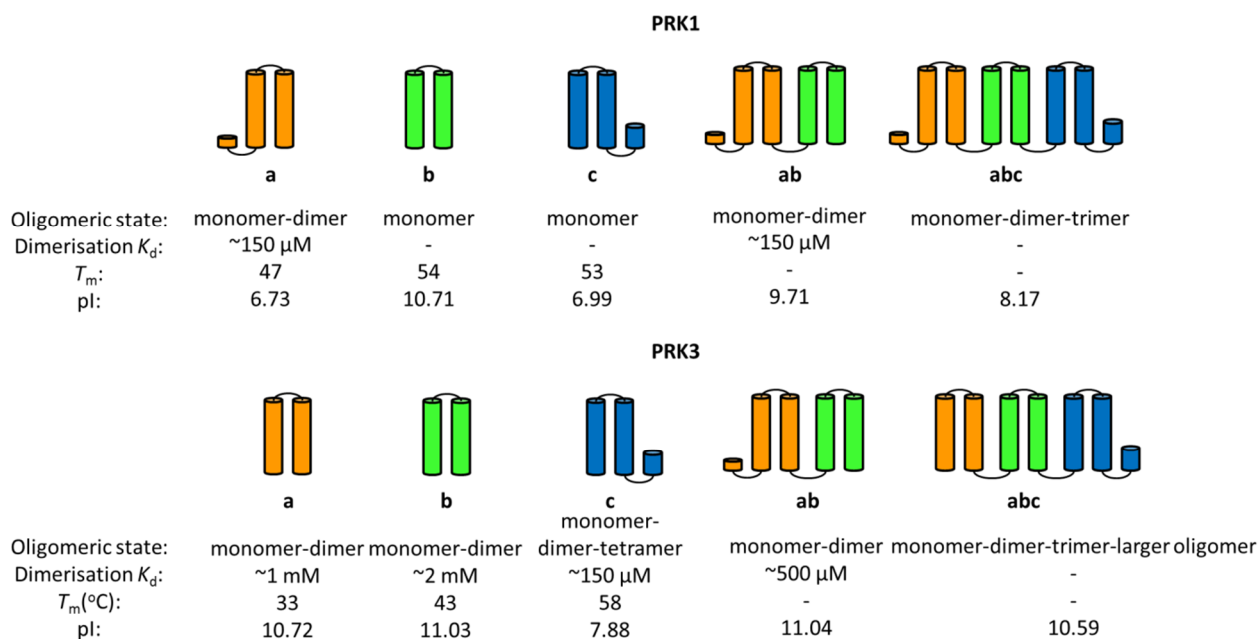 PRK1
a b c ab abc
Oligomeric state: monomer-dimer monomer monomer monomer-dimer monomer-dimer-trimer
Dimerisation Kd: ~150 µM - - ~150 µM -
Tm: 47 54 53 - -
pI: 6.73 10.71 6.99 9.71 8.17
PRK3
a b c ab abc
Oligomeric state: monomer-dimer monomer-dimer monomer-dimer-tetramer monomer-dimer monomer-dimer-trimer-larger oligomer
Dimerisation Kd: ~1 mM ~2 mM ~150 µM ~500 µM -
Tm(oC): 33 43 58 - -
pI: 10.72 11.03 7.88 11.04 10.59